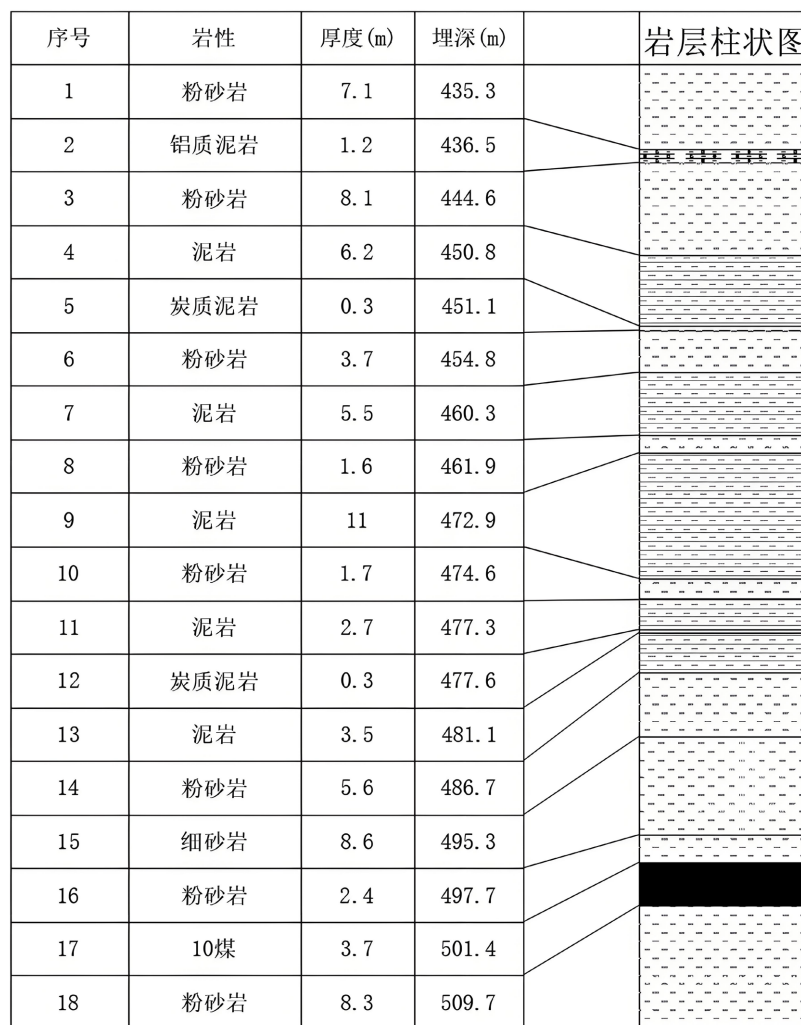 序号 岩性 厚度(m) 埋深(m) 岩层柱状图
1 粉砂岩 7.1 435.3
2 铝质泥岩 1.2 436.5
3 粉砂岩 8.1 444.6
4 泥岩 6.2 450.8
5 炭质泥岩 0.3 451.1
6 粉砂岩 3.7 454.8
7 泥岩 5.5 460.3
8 粉砂岩 1.6 461.9
9 泥岩 11 472.9
10 粉砂岩 1.7 474.6
11 泥岩 2.7 477.3
12 炭质泥岩 0.3 477.6
13 泥岩 3.5 481.1
14 粉砂岩 5.6 486.7
15 细砂岩 8.6 495.3
16 粉砂岩 2.4 497.7
17 10煤 3.7 501.4
18 粉砂岩 8.3 509.7